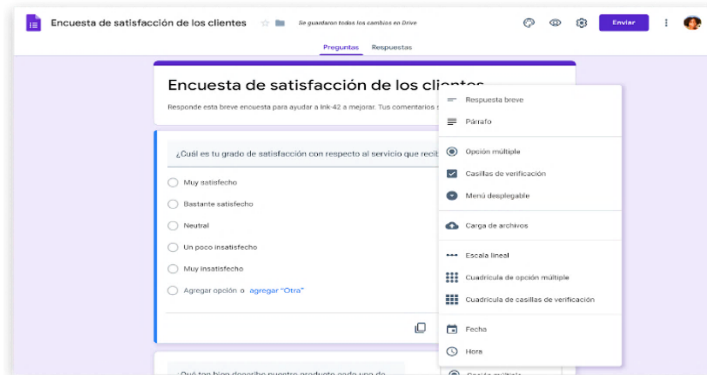 Encuesta de satisfacción de los clientes
Se guardaron todos los cambios en Drive
Enviar
Preguntas Respuestas
Encuesta de satisfacción de los clientes
Responde esta breve encuesta para ayudar a Ink-42 a mejorar. Tus comentarios
¿Cuál es tu grado de satisfacción con respecto al servicio que
Muy satisfecho
Bastante satisfecho
Neutral
Un poco insatisfecho
Muy insatisfecho
Agregar opción o agregar "Otra"
Respuesta breve
Párrafo
Opción múltiple
Casillas de verificación
Menú desplegable
Carga de archivos
Escala lineal
Cuadrícula de opción múltiple
Cuadrícula de casillas de verificación
Fecha
Hora